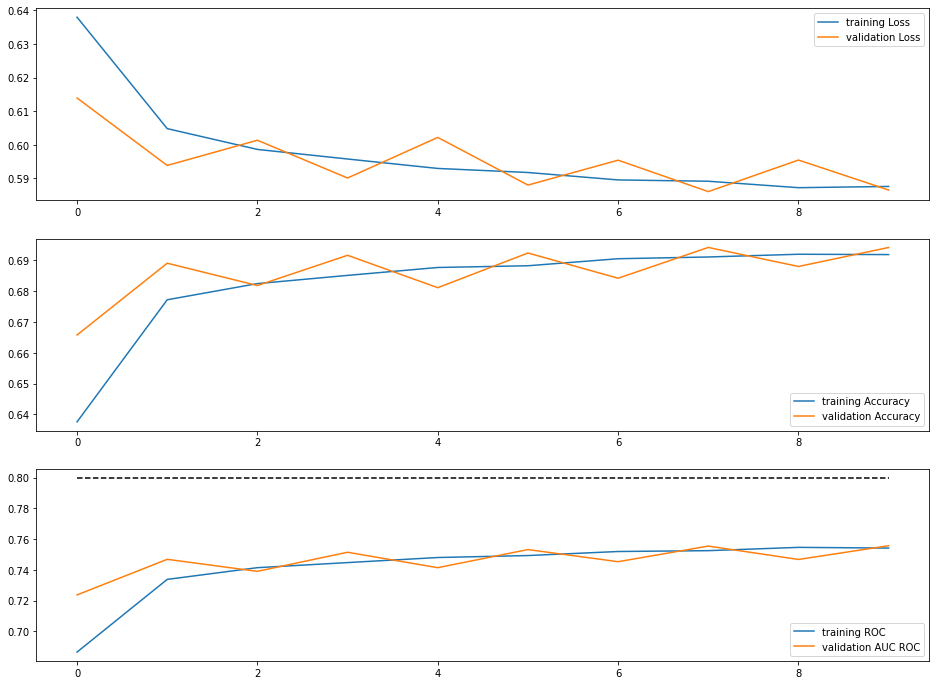 0.64
0.63
0.62
0.61
0.60
0.59
training Loss
validation Loss
0 2 4 6 8
0.69
0.68
0.67
0.66
0.65
0.64
training Accuracy
validation Accuracy
0 2 4 6 8
0.80
0.78
0.76
0.74
0.72
0.70
training ROC
validation AUC ROC
0 2 4 6 8